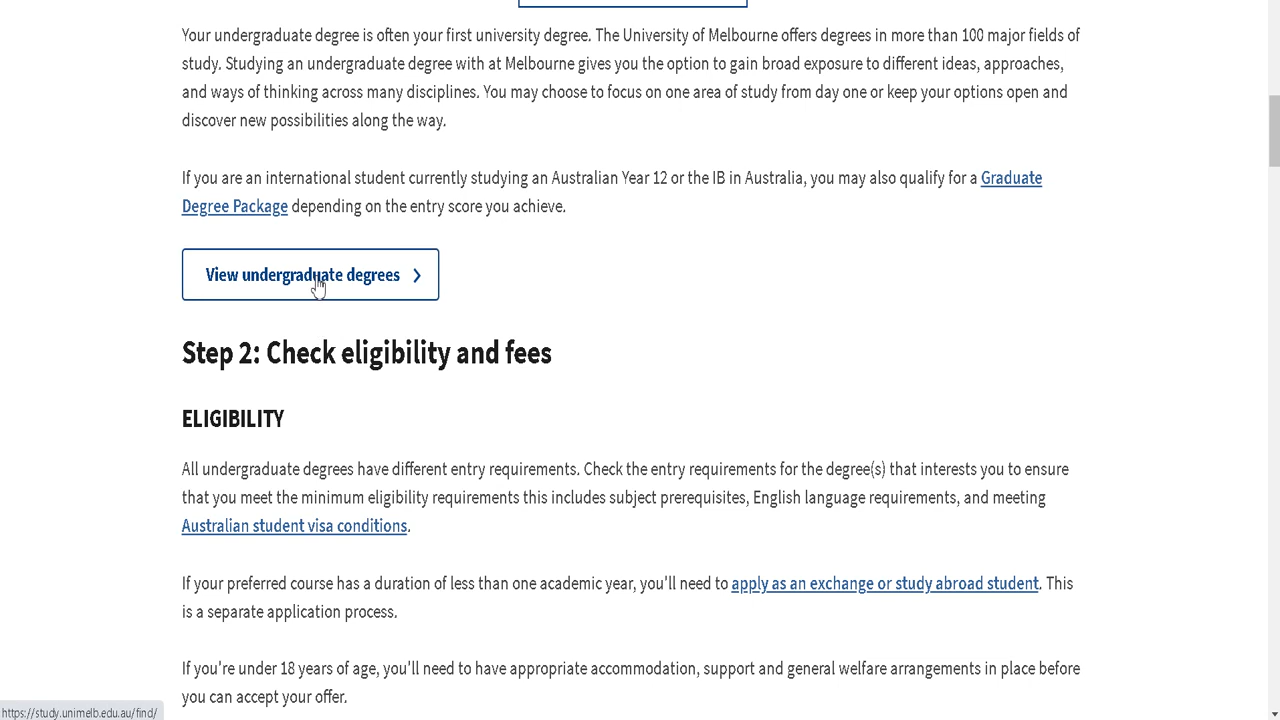 Your undergraduate degree is often your first university degree. The University of Melbourne offers degrees in more than 100 major fields of
study. Studying an undergraduate degree with at Melbourne gives you the option to gain broad exposure to different ideas, approaches,
and ways of thinking across many disciplines. You may choose to focus on one area of study from day one or keep your options open and
discover new possibilities along the way.
If you are an international student currently studying an Australian Year 12 or the IB in Australia, you may also qualify for a Graduate
Degree Package depending on the entry score you achieve.
View undergraduate degrees
Step 2: Check eligibility and fees
ELIGIBILITY
All undergraduate degrees have different entry requirements. Check the entry requirements for the degree(s) that interests you to ensure
that you meet the minimum eligibility requirements this includes subject prerequisites, English language requirements, and meeting
Australian student visa conditions.
If your preferred course has a duration of less than one academic year, you'll need to apply as an exchange or study abroad student. This
is a separate application process.
If you're under 18 years of age, you'll need to have appropriate accommodation, support and general welfare arrangements in place before
you can accept your offer.
https://study.unimelb.edu.au/find/